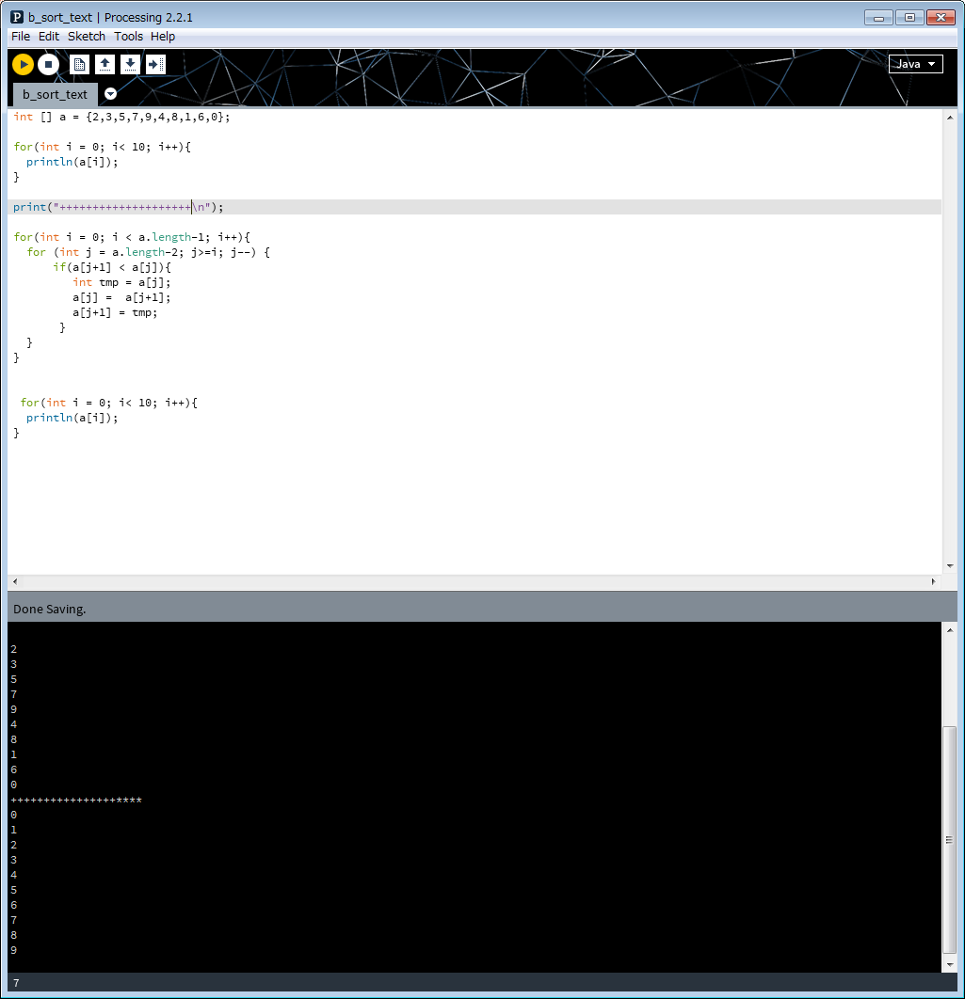 b_sort_text | Processing 2.2.1
File Edit Sketch Tools Help
Java
b_sort_text
int [] a = {2,3,5,7,9,4,8,1,6,0};
for(int i = 0; i< 10; i++){
println(a[i]);
}
print("++++++++++++++++++++\n");
for(int i = 0; i < a.length-1; i++){
for (int j = a.length-2; j>=i; j--) {
if(a[j+1] < a[j]){
int tmp = a[j];
a[j] =  a[j+1];
a[j+1] = tmp;
}
}
}
for(int i = 0; i< 10; i++){
println(a[i]);
}
Done Saving.
2
3
5
7
9
4
8
1
6
0
++++++++++++++++****
0
1
2
3
4
5
6
7
8
9
7